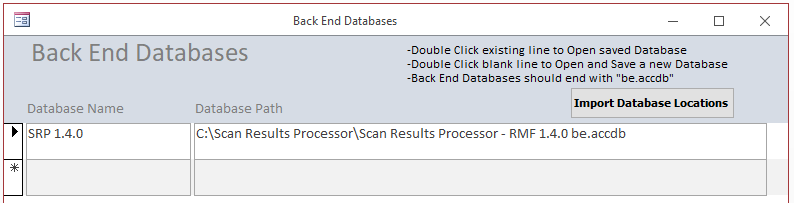 Back End Databases
Back End Databases
-Double Click existing line to Open saved Database
-Double Click blank line to Open and Save a new Database
-Back End Databases should end with "be.accdb"
Import Database Locations
Database Name Database Path
SRP 1.4.0 C:\Scan Results Processor\Scan Results Processor - RMF 1.4.0 be.accdb